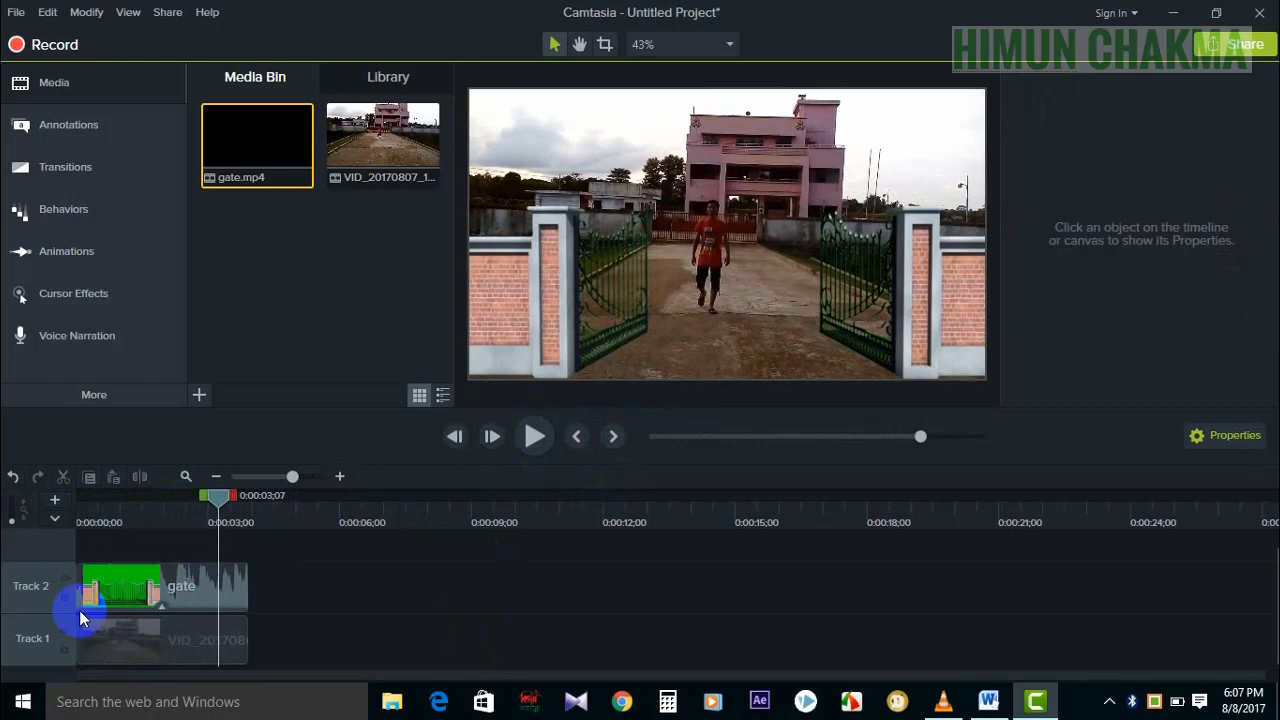 File Edit Modify View Share Help
Camtasia - Untitled Project*
Sign In
Record
43%
Share
HIMUN CHAKMA
Media
Annotations
Transitions
Behaviors
Animations
Cursor Effects
Voice Narration
More
Media Bin
Library
gate.mp4
VID_20170807_1...
Click an object on the timeline
or canvas to show its Properties.
Properties
0:00:03;07
0:00:00;00 0:00:03;00 0:00:06;00 0:00:09;00 0:00:12;00 0:00:15;00 0:00:18;00 0:00:21;00 0:00:24;00
Track 2
gate
Track 1
VID_201708
Search the web and Windows
Ae
6:07 PM
8/8/2017